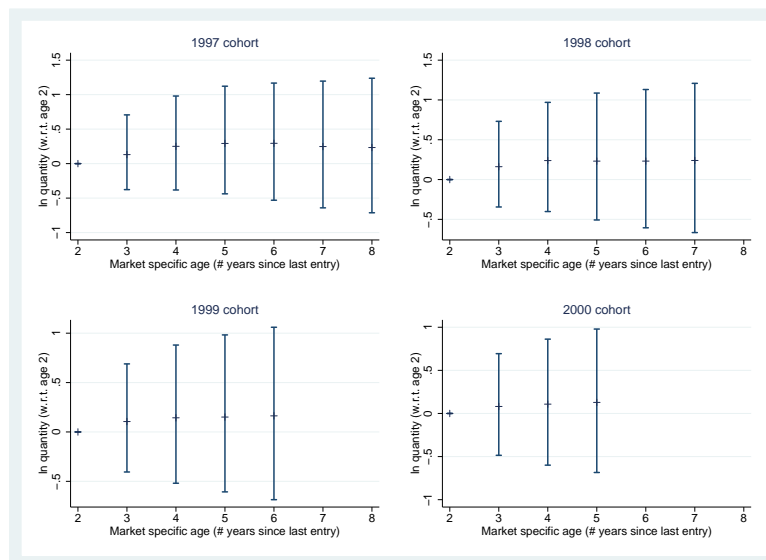 1997 cohort
ln quantity (w.r.t. age 2)
1.5
1
.5
0
-.5
-1
2 3 4 5 6 7 8
Market specific age (# years since last entry)
1998 cohort
ln quantity (w.r.t. age 2)
1.5
1
.5
0
-.5
2 3 4 5 6 7 8
Market specific age (# years since last entry)
1999 cohort
ln quantity (w.r.t. age 2)
1
.5
0
-.5
2 3 4 5 6 7 8
Market specific age (# years since last entry)
2000 cohort
ln quantity (w.r.t. age 2)
1
.5
0
-.5
-1
2 3 4 5 6 7 8
Market specific age (# years since last entry)